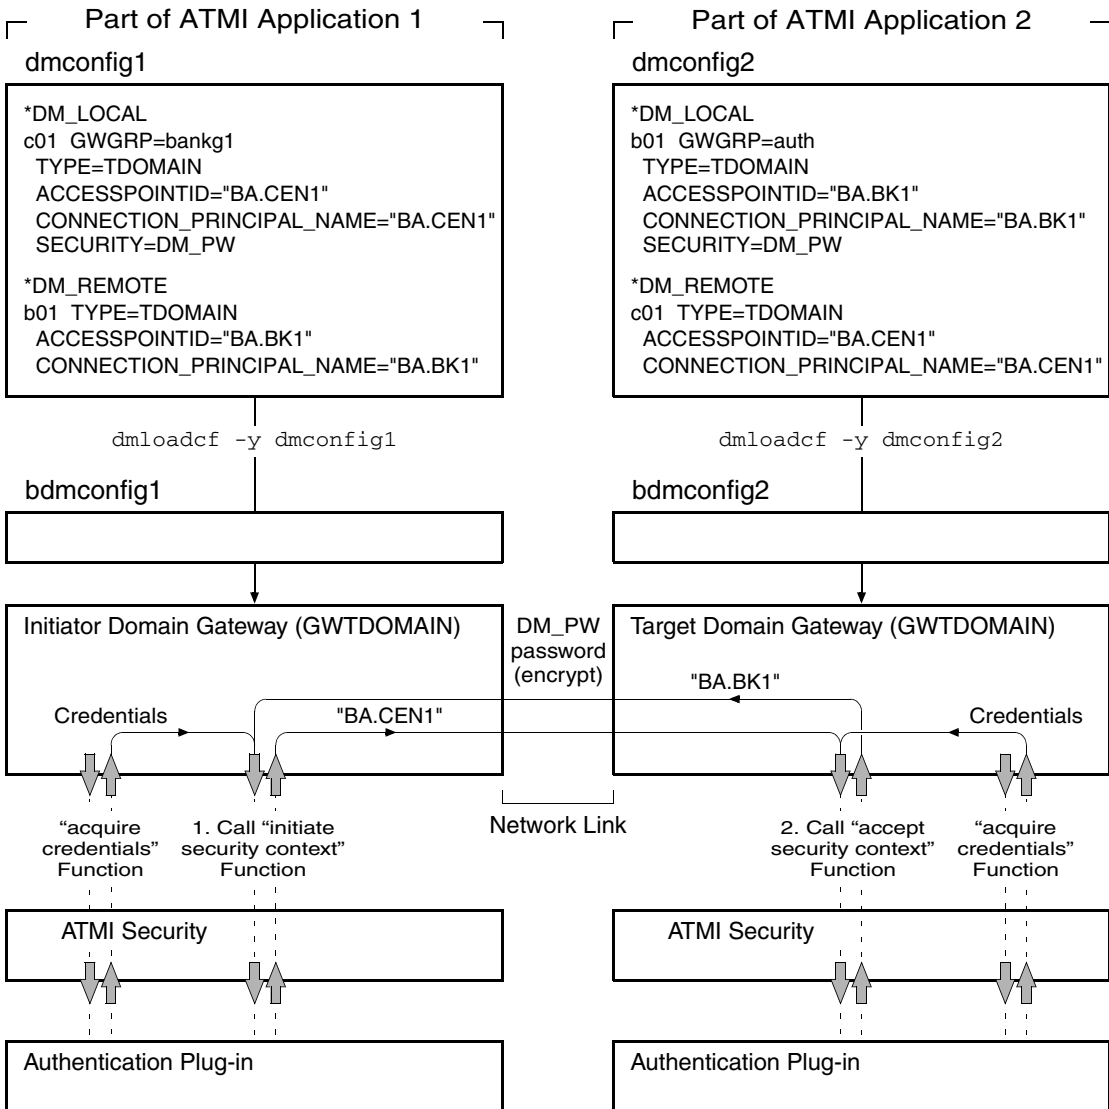 Part of ATMI Application 1
dmconfig1
*DM_LOCAL
c01 GWGRP=bankg1
TYPE=TDOMAIN
ACCESSPOINTID="BA.CEN1"
CONNECTION_PRINCIPAL_NAME="BA.CEN1"
SECURITY=DM_PW
*DM_REMOTE
b01 TYPE=TDOMAIN
ACCESSPOINTID="BA.BK1"
CONNECTION_PRINCIPAL_NAME="BA.BK1"
dmloadcf -y dmconfig1
bdmconfig1
Part of ATMI Application 2
dmconfig2
*DM_LOCAL
b01 GWGRP=auth
TYPE=TDOMAIN
ACCESSPOINTID="BA.BK1"
CONNECTION_PRINCIPAL_NAME="BA.BK1"
SECURITY=DM_PW
*DM_REMOTE
c01 TYPE=TDOMAIN
ACCESSPOINTID="BA.CEN1"
CONNECTION_PRINCIPAL_NAME="BA.CEN1"
dmloadcf -y dmconfig2
bdmconfig2
Initiator Domain Gateway (GWTDOMAIN)
DM_PW
password
(encrypt)
Target Domain Gateway (GWTDOMAIN)
"BA.BK1"
Credentials
"BA.CEN1"
Credentials
“acquire
credentials”
Function
1. Call “initiate
security context”
Function
Network Link
2. Call “accept
security context”
Function
“acquire
credentials”
Function
ATMI Security
ATMI Security
Authentication Plug-in
Authentication Plug-in